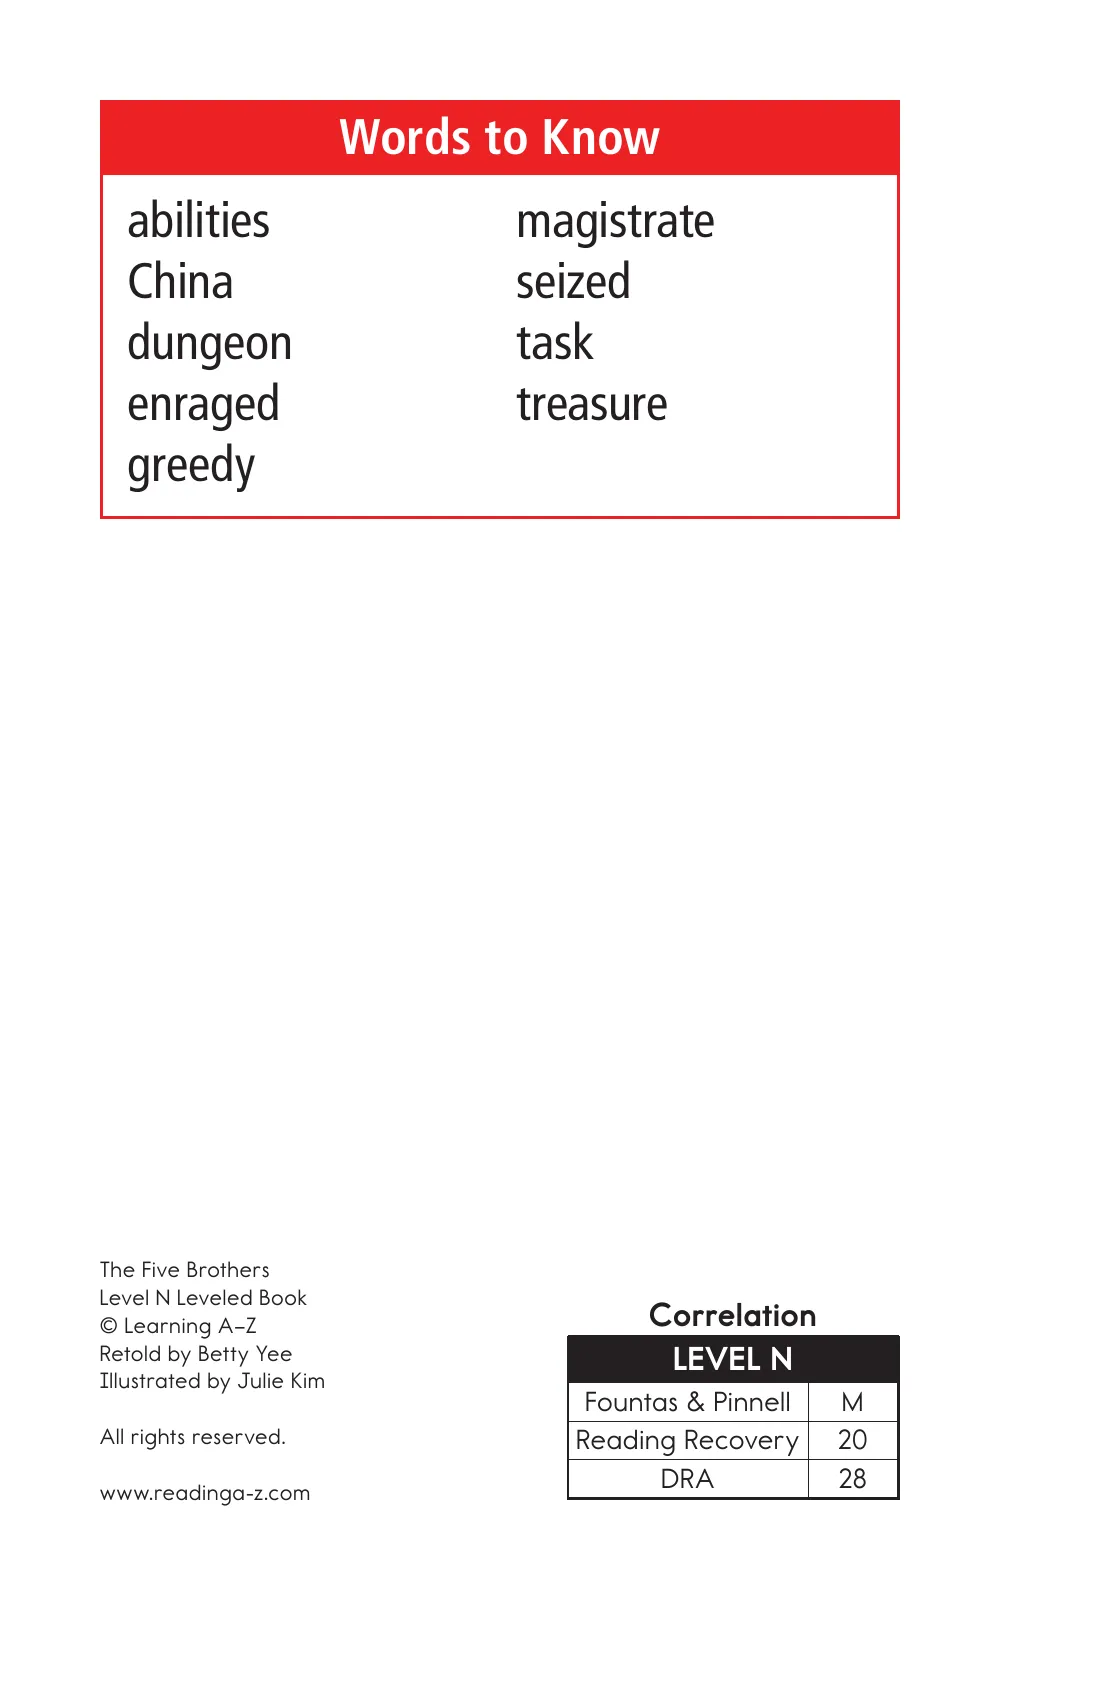 Words to Know
abilities
China
dungeon
enraged
greedy
magistrate
seized
task
treasure
The Five Brothers
Level N Leveled Book
© Learning A–Z
Retold by Betty Yee
Illustrated by Julie Kim
All rights reserved.
www.readinga-z.com
Correlation
LEVEL N
Fountas & Pinnell M
Reading Recovery 20
DRA 28